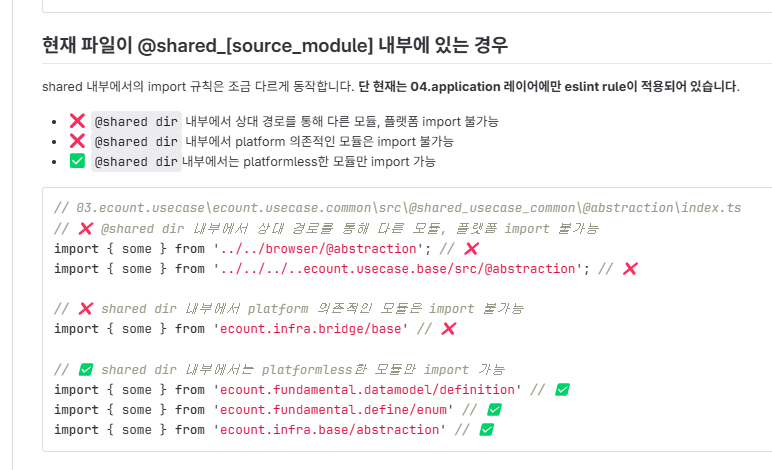 현재 파일이 @shared_[source_module] 내부에 있는 경우
shared 내부에서의 import 규칙은 조금 다르게 동작합니다. 단 현재는 04.application 레이어에만 eslint rule이 적용되어 있습니다.
• ❌ @shared dir 내부에서 상대 경로를 통해 다른 모듈, 플랫폼 import 불가능
• ❌ @shared dir 내부에서 platform 의존적인 모듈은 import 불가능
• ✅ @shared dir 내부에서는 platformless한 모듈만 import 가능
// 03.ecount.usecase\ecount.usecase.common\src\@shared_usecase_common\@abstraction\index.ts
// ❌ @shared dir 내부에서 상대 경로를 통해 다른 모듈, 플랫폼 import 불가능
import { some } from '../../browser/@abstraction'; // ❌
import { some } from '../../../..ecount.usecase.base/src/@abstraction'; // ❌
// ❌ shared dir 내부에서 platform 의존적인 모듈은 import 불가능
import { some } from 'ecount.infra.bridge/base' // ❌
// ✅ shared dir 내부에서는 platformless한 모듈만 import 가능
import { some } from 'ecount.fundamental.datamodel/definition' // ✅
import { some } from 'ecount.fundamental.define/enum' // ✅
import { some } from 'ecount.infra.base/abstraction' // ✅